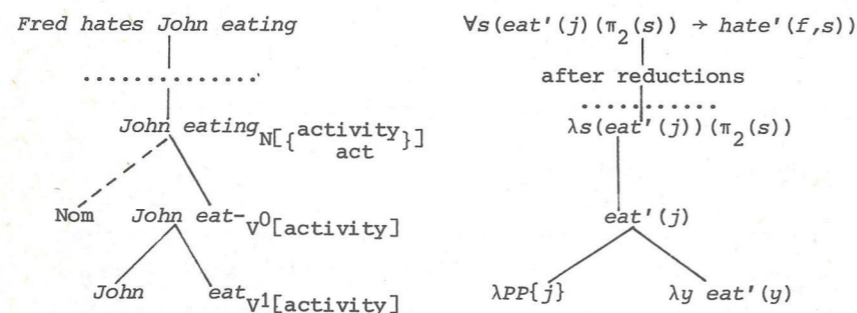 Fred hates John eating
∀s(eat'(j)(π₂(s)) → hate'(f,s))
after reductions
John eating N[{activity act}]
λs(eat'(j))(π₂(s))
Nom John eat- V⁰[activity]
eat'(j)
John eat V¹[activity]
λPP{j} λy eat'(y)